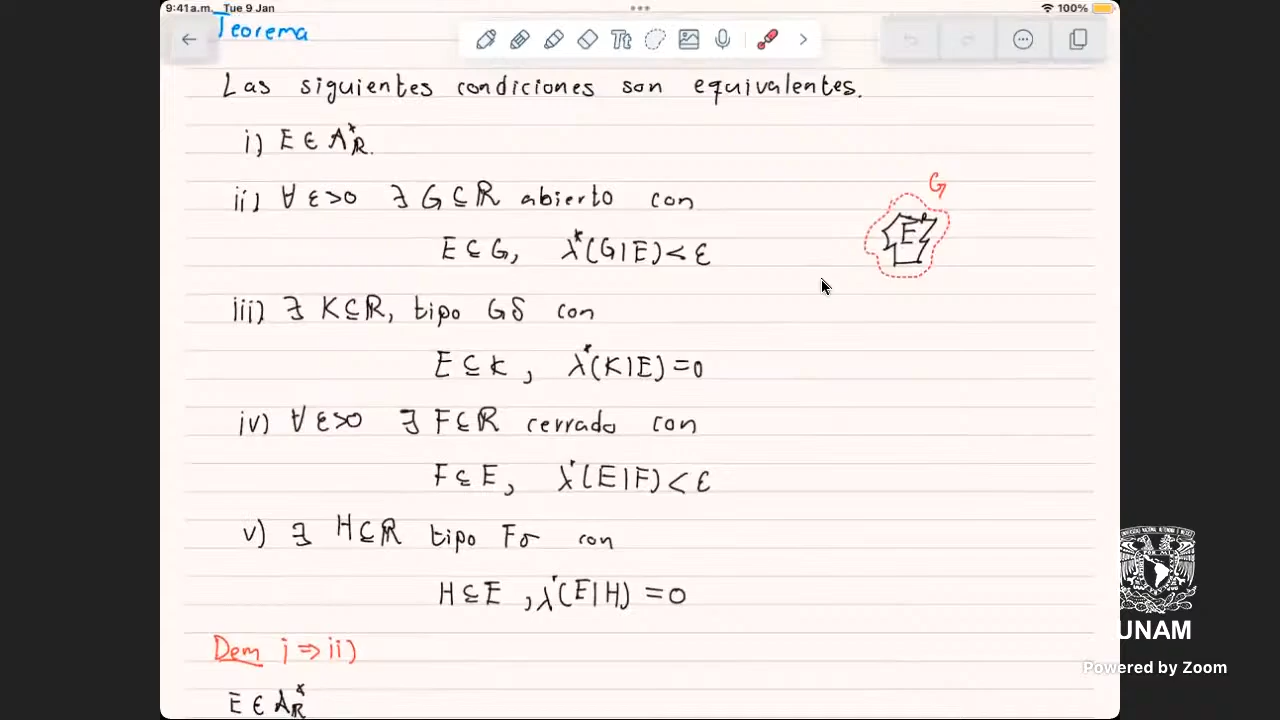 9:41a.m. Tue 9 Jan
100%
Teorema
Las siguientes condiciones son equivalentes.
i) E ∈ A*ℝ.
ii) ∀ ε>0 ∃ G⊆ℝ abierto con
E⊆G, λ*(G|E)<ε
G
E
iii) ∃ K⊆ℝ, tipo Gδ con
E⊆K, λ*(K|E)=0
iv) ∀ε>0 ∃ F⊆ℝ cerrado con
F⊆E, λ*(E|F)<ε
v) ∃ H⊆ℝ tipo Fσ con
H⊆E, λ*(E|H)=0
Dem i⇒ii)
E ∈ A*ℝ
UNAM
Powered by Zoom